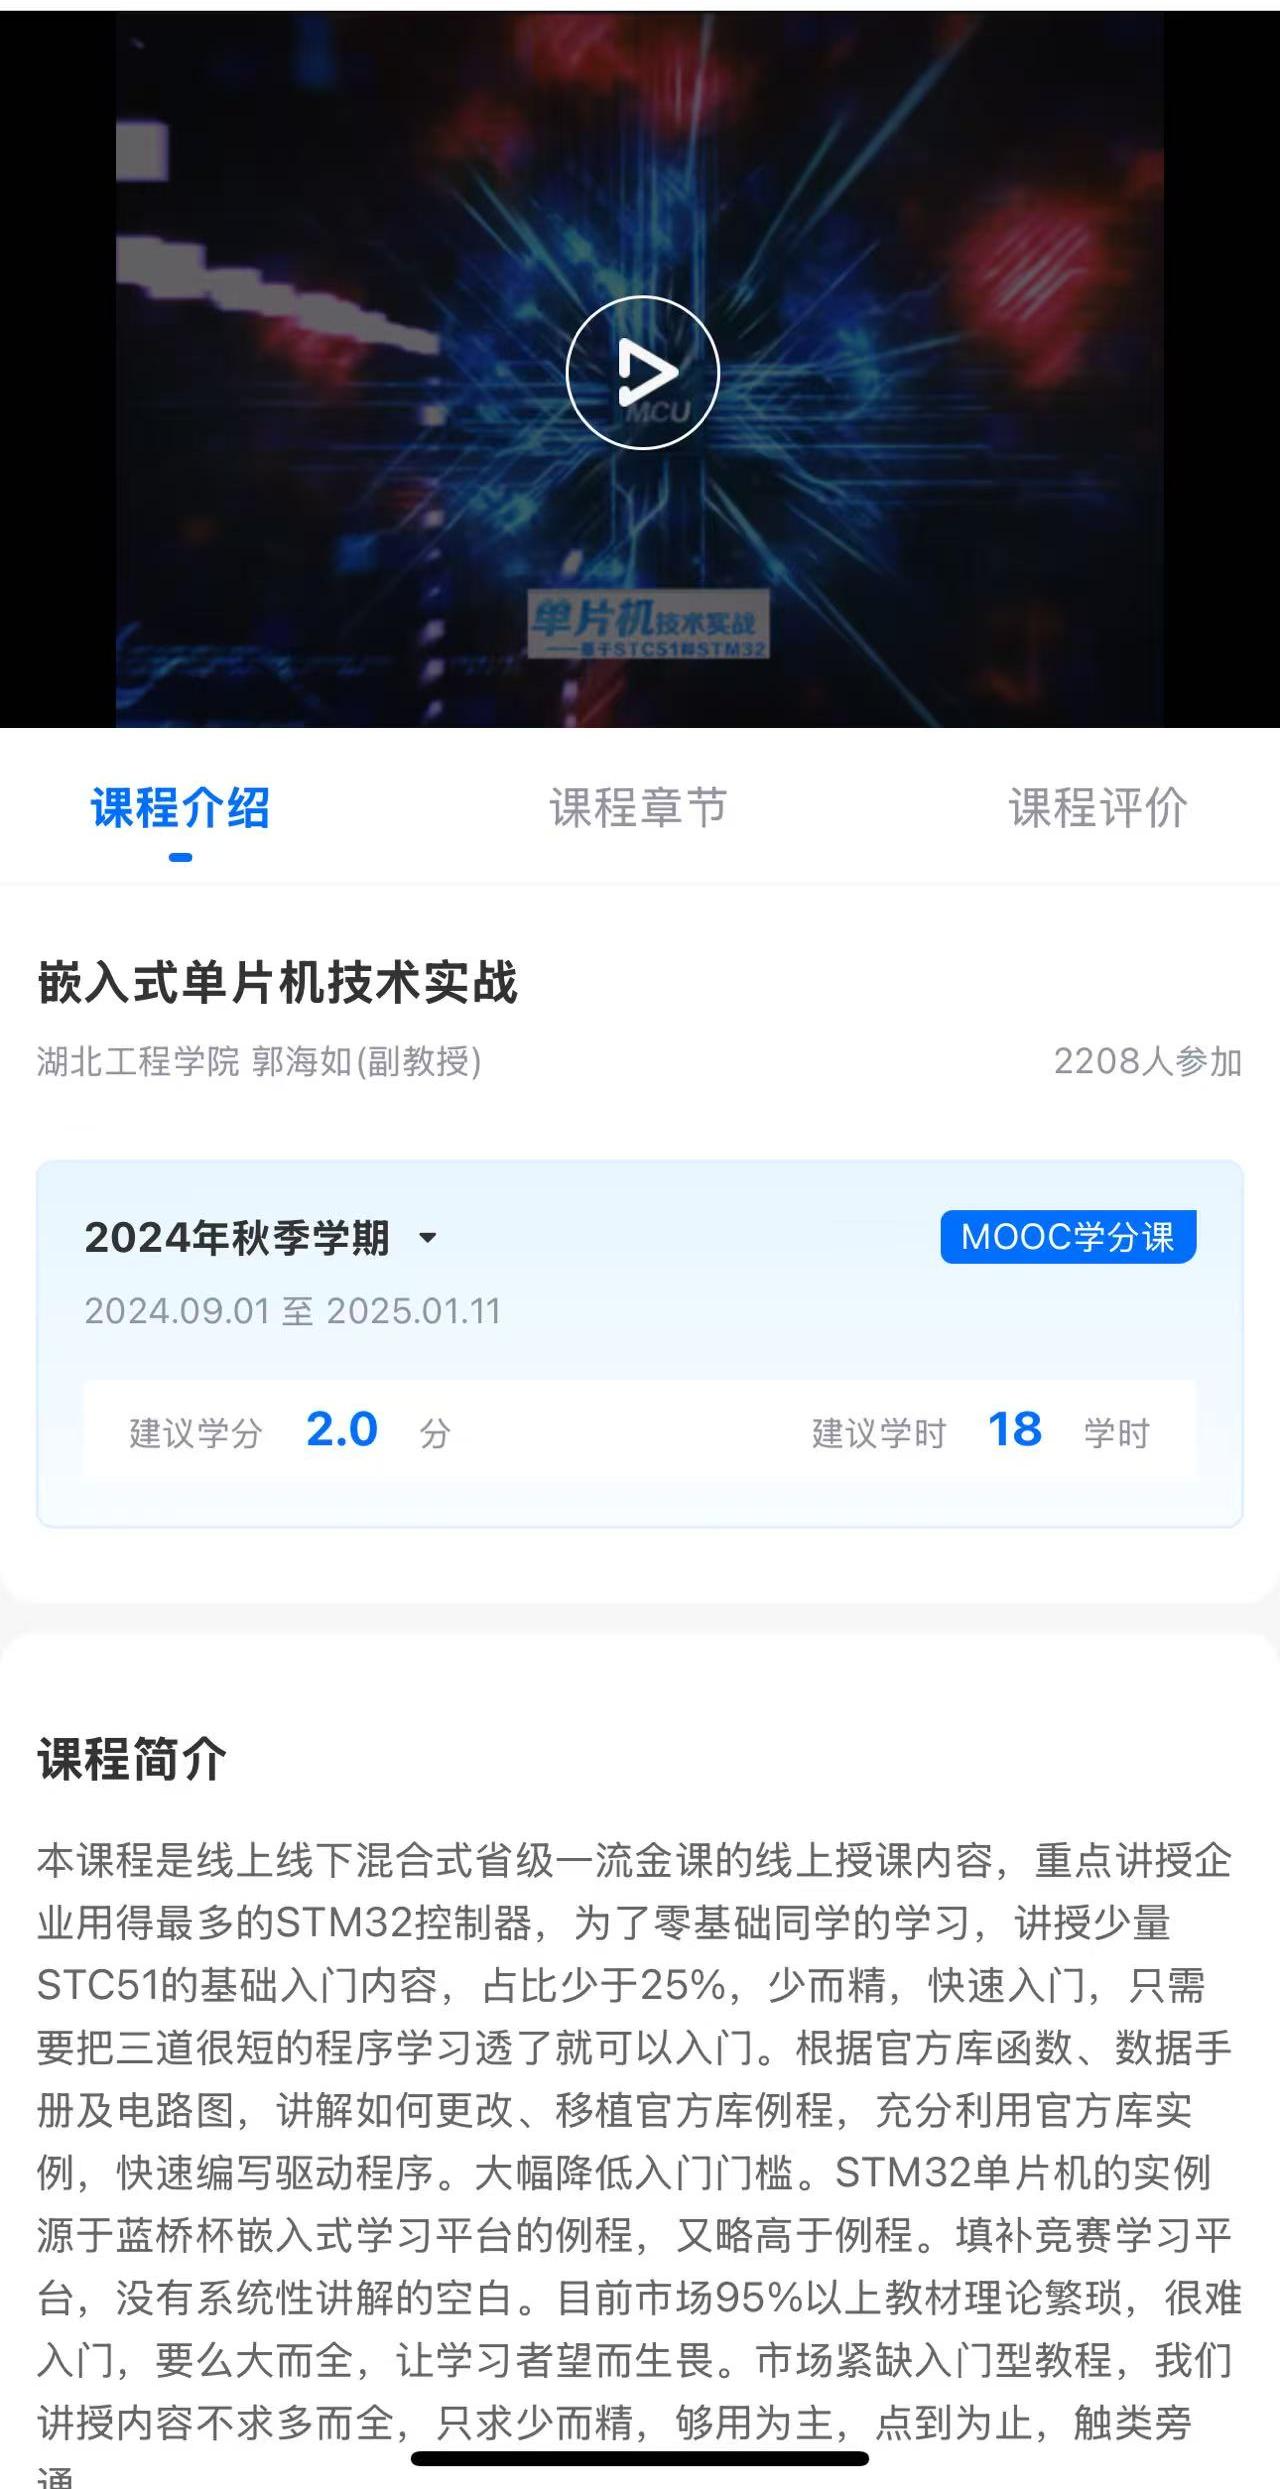 MCU
单片机技术实战
——基于STC51和STM32
课程介绍
课程章节
课程评价
嵌入式单片机技术实战
湖北工程学院 郭海如(副教授)
2208人参加
2024年秋季学期
MOOC学分课
2024.09.01 至 2025.01.11
建议学分 2.0 分
建议学时 18 学时
课程简介
本课程是线上线下混合式省级一流金课的线上授课内容，重点讲授企
业用得最多的STM32控制器，为了零基础同学的学习，讲授少量
STC51的基础入门内容，占比少于25%，少而精，快速入门，只需
要把三道很短的程序学习透了就可以入门。根据官方库函数、数据手
册及电路图，讲解如何更改、移植官方库例程，充分利用官方库实
例，快速编写驱动程序。大幅降低入门门槛。STM32单片机的实例
源于蓝桥杯嵌入式学习平台的例程，又略高于例程。填补竞赛学习平
台，没有系统性讲解的空白。目前市场95%以上教材理论繁琐，很难
入门，要么大而全，让学习者望而生畏。市场紧缺入门型教程，我们
讲授内容不求多而全，只求少而精，够用为主，点到为止，触类旁
通